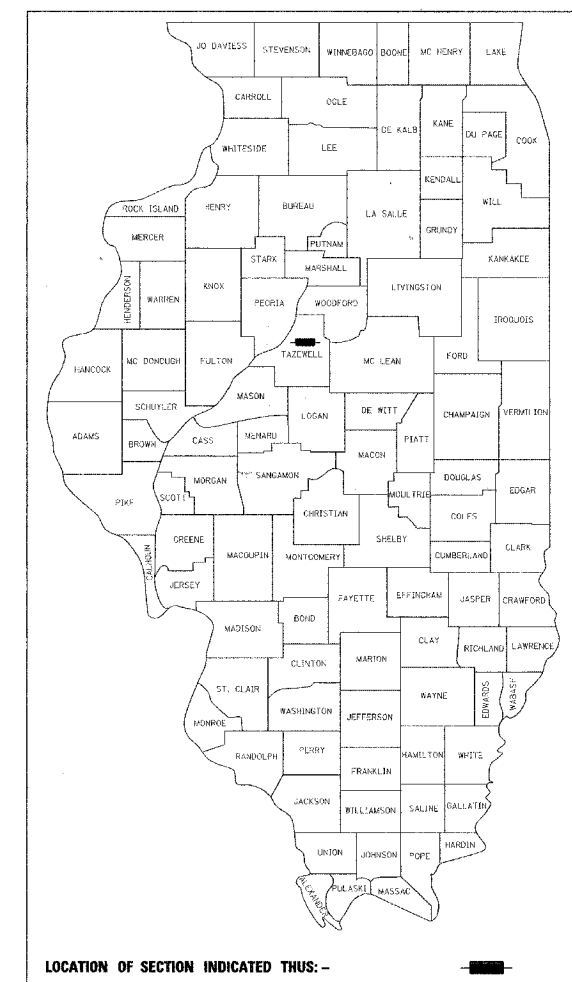 JO DAVIESS STEVENSON WINNEBAGO BOONE MC HENRY LAKE
CARROLL OGLE DE KALB KANE DU PAGE COOK
WHITESIDE LEE
KENDALL
ROCK ISLAND HENRY BUREAU LA SALLE GRUNDY WILL
MERCER PUTNAM
STARK MARSHALL KANKAKEE
HENDERSON WARREN KNOX PEORIA WOODFORD LIVINGSTON IROQUOIS
HANCOCK MC DONOUGH FULTON TAZEWELL MC LEAN FORD
SCHUYLER MASON LOGAN DE WITT CHAMPAIGN VERMILION
ADAMS BROWN CASS MENARD PIATT
MACON
PIKE SCOTT MORGAN SANGAMON MOULTRIE DOUGLAS EDGAR
CHRISTIAN COLES
CALHOUN GREENE MACOUPIN MONTGOMERY SHELBY CUMBERLAND CLARK
JERSEY
FAYETTE EFFINGHAM JASPER CRAWFORD
MADISON BOND
CLAY RICHLAND LAWRENCE
CLINTON MARION
ST. CLAIR WAYNE EDWARDS WABASH
MONROE WASHINGTON JEFFERSON
RANDOLPH PERRY HAMILTON WHITE
FRANKLIN
JACKSON WILLIAMSON SALINE GALLATIN
UNION JOHNSON POPE HARDIN
ALEXANDER PULASKI MASSAC
LOCATION OF SECTION INDICATED THUS: -